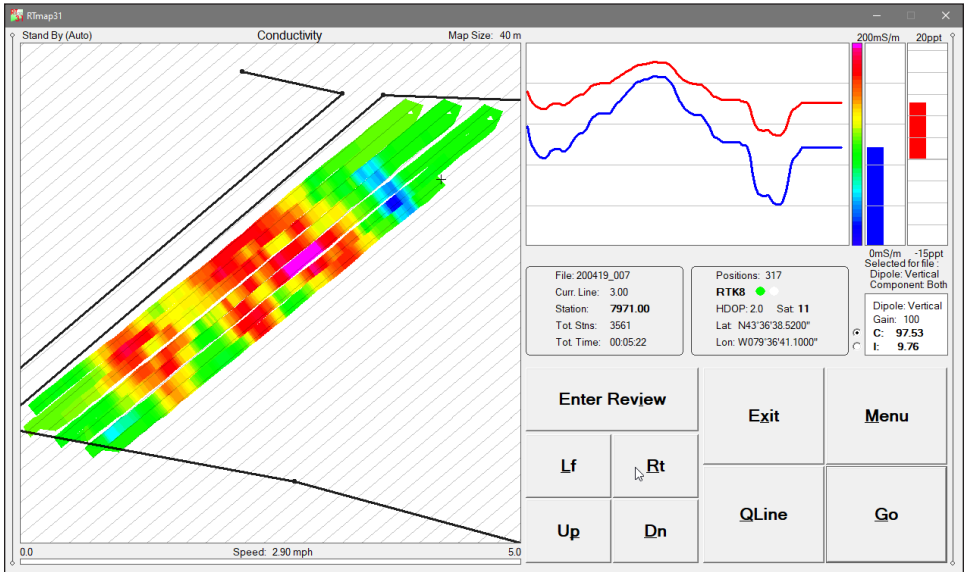 RTmap31
Stand By (Auto) Conductivity Map Size: 40 m
200mS/m 20ppt
0mS/m -15ppt
Selected for file :
Dipole: Vertical
Component: Both
File: 200419_007
Curr. Line: 3.00
Station: 7971.00
Tot. Stns: 3561
Tot. Time: 00:05:22
Positions: 317
RTK8
HDOP: 2.0 Sat: 11
Lat: N43°36'38.5200"
Lon: W079°36'41.1000"
Dipole: Vertical
Gain: 100
C: 97.53
I: 9.76
Enter Review
Exit
Menu
Lf
Rt
Up
Dn
QLine
Go
0.0 Speed: 2.90 mph 5.0